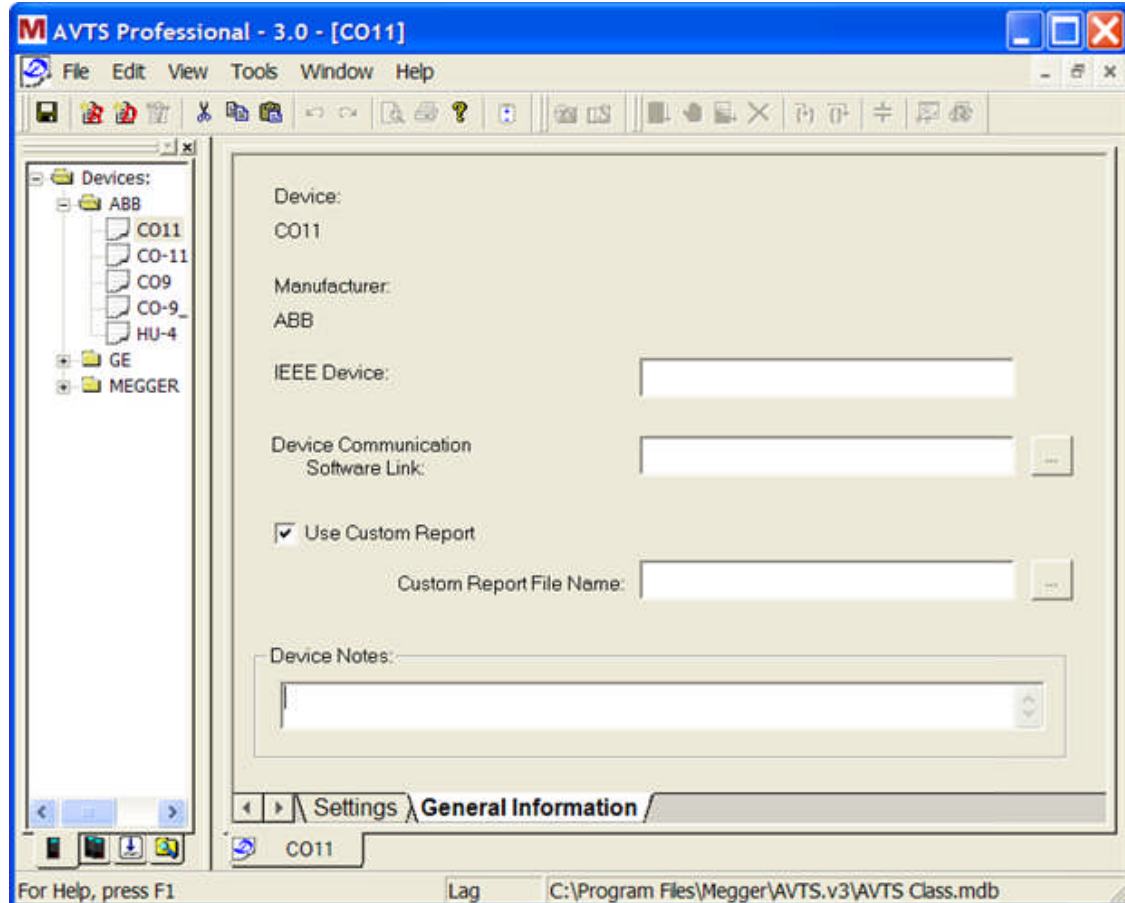 M AVTS Professional - 3.0 - [CO11]
File Edit View Tools Window Help
Devices:
ABB
CO11
CO-11
CO9
CO-9_
HU-4
GE
MEGGER
Device:
CO11
Manufacturer:
ABB
IEEE Device:
Device Communication
Software Link:
...
Use Custom Report
Custom Report File Name:
...
Device Notes:
Settings General Information
CO11
For Help, press F1 Lag C:\Program Files\Megger\AVTS.v3\AVTS Class.mdb